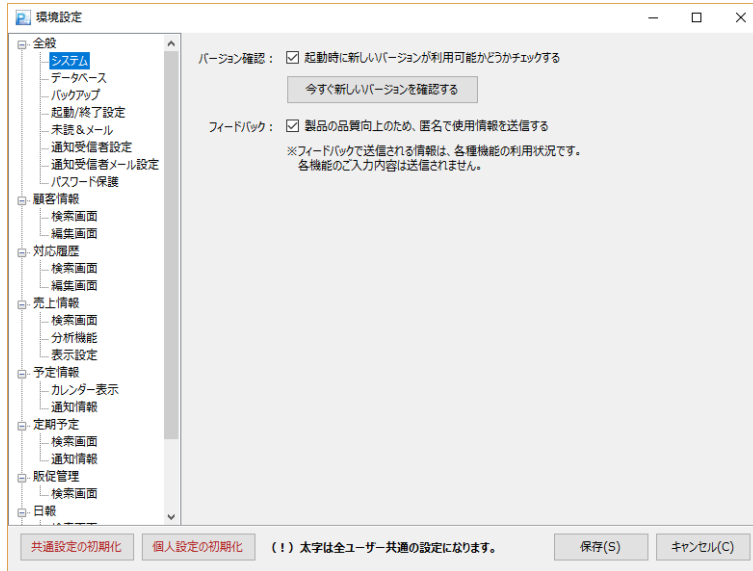 環境設定
全般
システム
データベース
バックアップ
起動/終了設定
未読＆メール
通知受信者設定
通知受信者メール設定
パスワード保護
顧客情報
検索画面
編集画面
対応履歴
検索画面
編集画面
売上情報
検索画面
分析機能
表示設定
予定情報
カレンダー表示
通知情報
定期予定
検索画面
通知情報
販促管理
検索画面
日報
バージョン確認：
起動時に新しいバージョンが利用可能かどうかチェックする
今すぐ新しいバージョンを確認する
フィードバック：
製品の品質向上のため、匿名で使用情報を送信する
※フィードバックで送信される情報は、各種機能の利用状況です。
各機能のご入力内容は送信されません。
共通設定の初期化
個人設定の初期化
(！) 太字は全ユーザー共通の設定になります。
保存(S)
キャンセル(C)